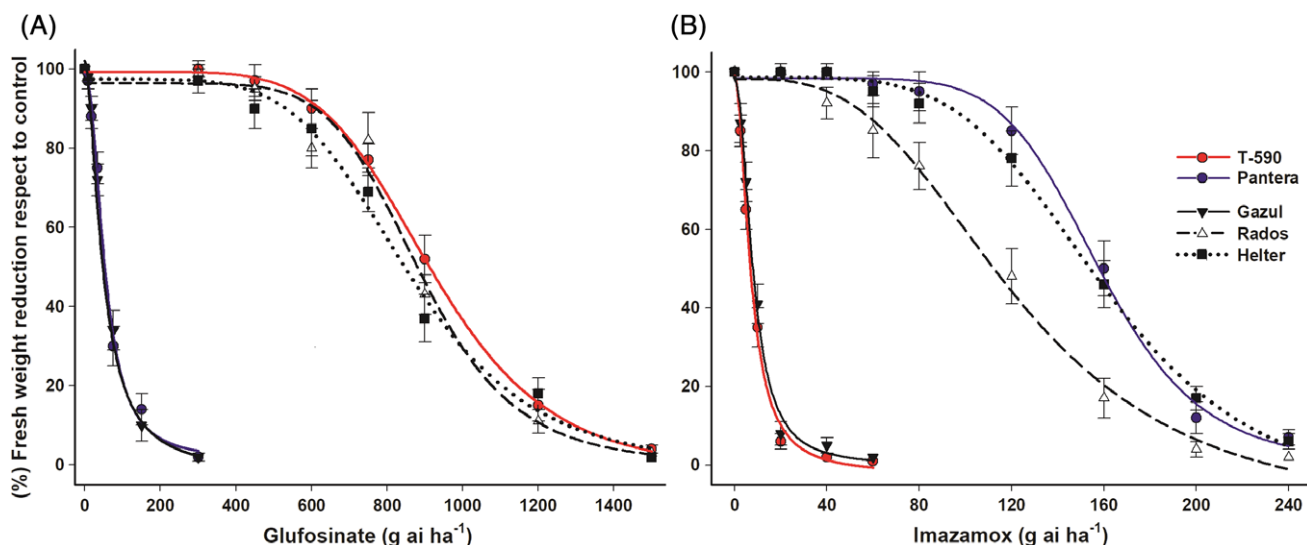 (A)
(B)
(%) Fresh weight reduction respect to control
100
80
60
40
20
0
0 200 400 600 800 1000 1200 1400
Glufosinate (g ai ha-1)
100
80
60
40
20
0
0 40 80 120 160 200 240
Imazamox (g ai ha-1)
T-590
Pantera
Gazul
Rados
Helter